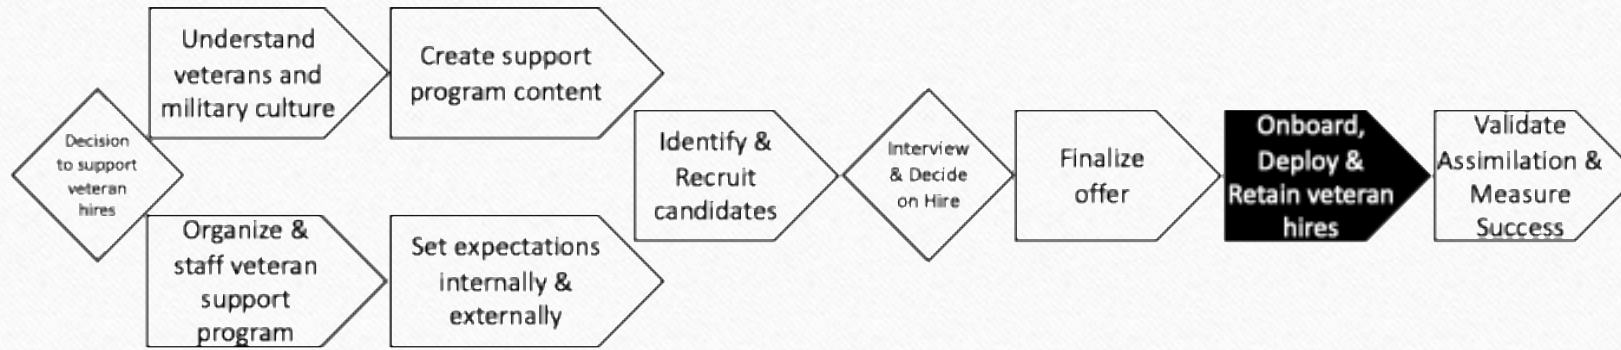 Decision
to support
veteran
hires
Understand
veterans and
military culture
Create support
program content
Organize &
staff veteran
support
program
Set expectations
internally &
externally
Identify &
Recruit
candidates
Interview
& Decide
on Hire
Finalize
offer
Onboard,
Deploy &
Retain veteran
hires
Validate
Assimilation &
Measure
Success